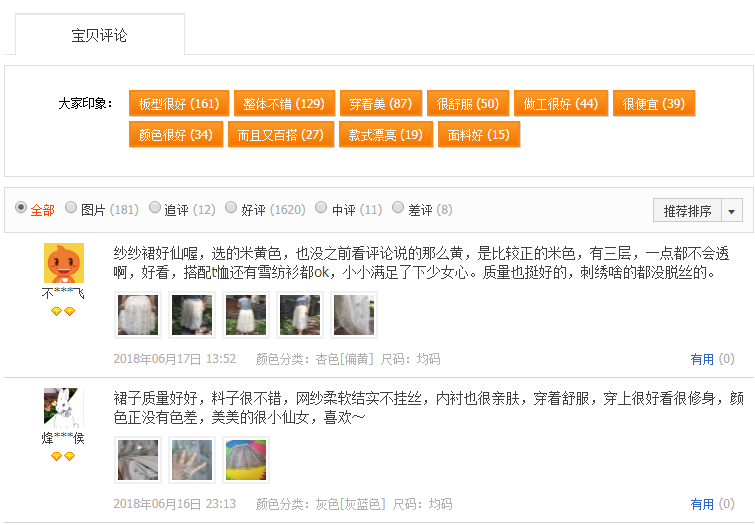 宝贝评论
大家印象： 板型很好 (161) 整体不错 (129) 穿着美 (87) 很舒服 (50) 做工很好 (44) 很便宜 (39)
颜色很好 (34) 而且又百搭 (27) 款式漂亮 (19) 面料好 (15)
全部 图片 (181) 追评 (12) 好评 (1620) 中评 (11) 差评 (8) 推荐排序
纱纱裙好仙喔，选的米黄色，也没之前看评论说的那么黄，是比较正的米色，有三层，一点都不会透
啊，好看，搭配t恤还有雪纺衫都ok，小小满足了下少女心。质量也挺好的，刺绣啥的都没脱丝的。
不***飞
2018年06月17日 13:52 颜色分类：杏色[偏黄] 尺码：均码 有用 (0)
裙子质量好好，料子很不错，网纱柔软结实不挂丝，内衬也很亲肤，穿着舒服，穿上很好看很修身，颜
色正没有色差，美美的很小仙女，喜欢～
烽***侯
2018年06月16日 23:13 颜色分类：灰色[灰蓝色] 尺码：均码 有用 (0)